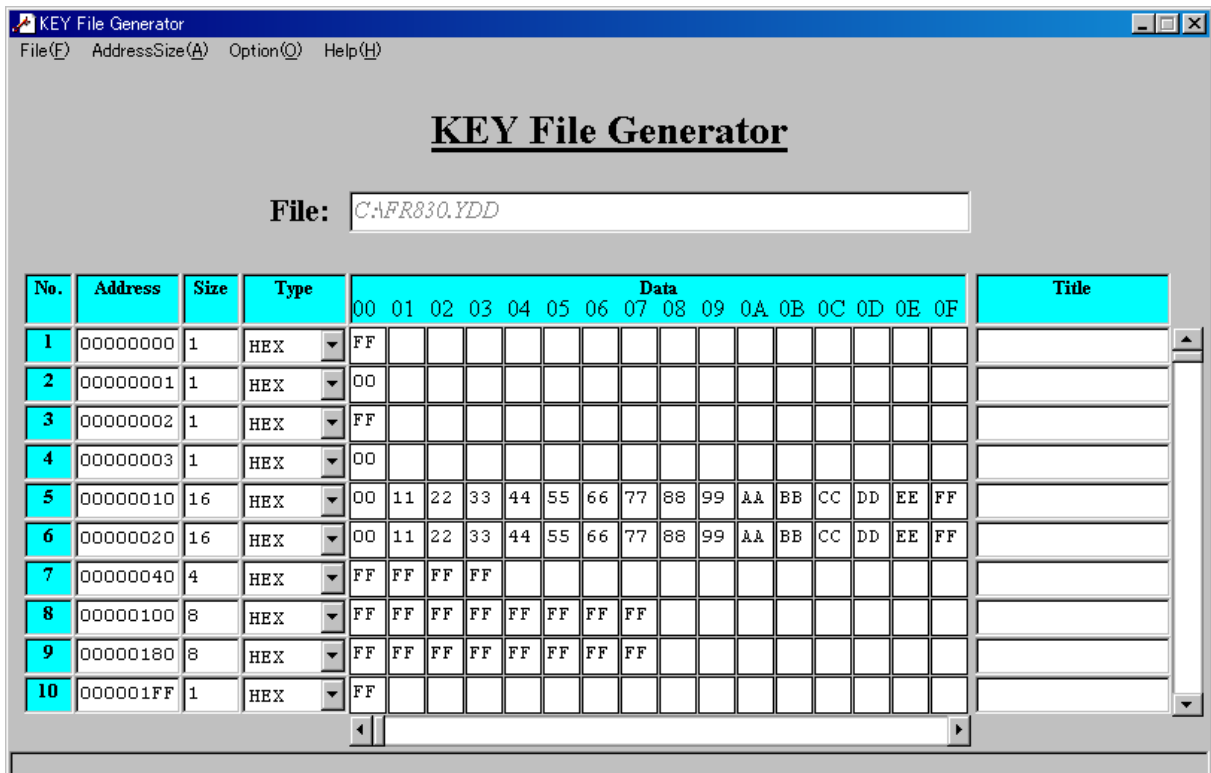 KEY File Generator
File(F) AddressSize(A) Option(O) Help(H)
KEY File Generator
File: C:\FR830.YDD
No. Address Size Type Data Title
00 01 02 03 04 05 06 07 08 09 0A 0B 0C 0D 0E 0F
1 00000000 1 HEX FF
2 00000001 1 HEX 00
3 00000002 1 HEX FF
4 00000003 1 HEX 00
5 00000010 16 HEX 00 11 22 33 44 55 66 77 88 99 AA BB CC DD EE FF
6 00000020 16 HEX 00 11 22 33 44 55 66 77 88 99 AA BB CC DD EE FF
7 00000040 4 HEX FF FF FF FF
8 00000100 8 HEX FF FF FF FF FF FF FF FF
9 00000180 8 HEX FF FF FF FF FF FF FF FF
10 000001FF 1 HEX FF